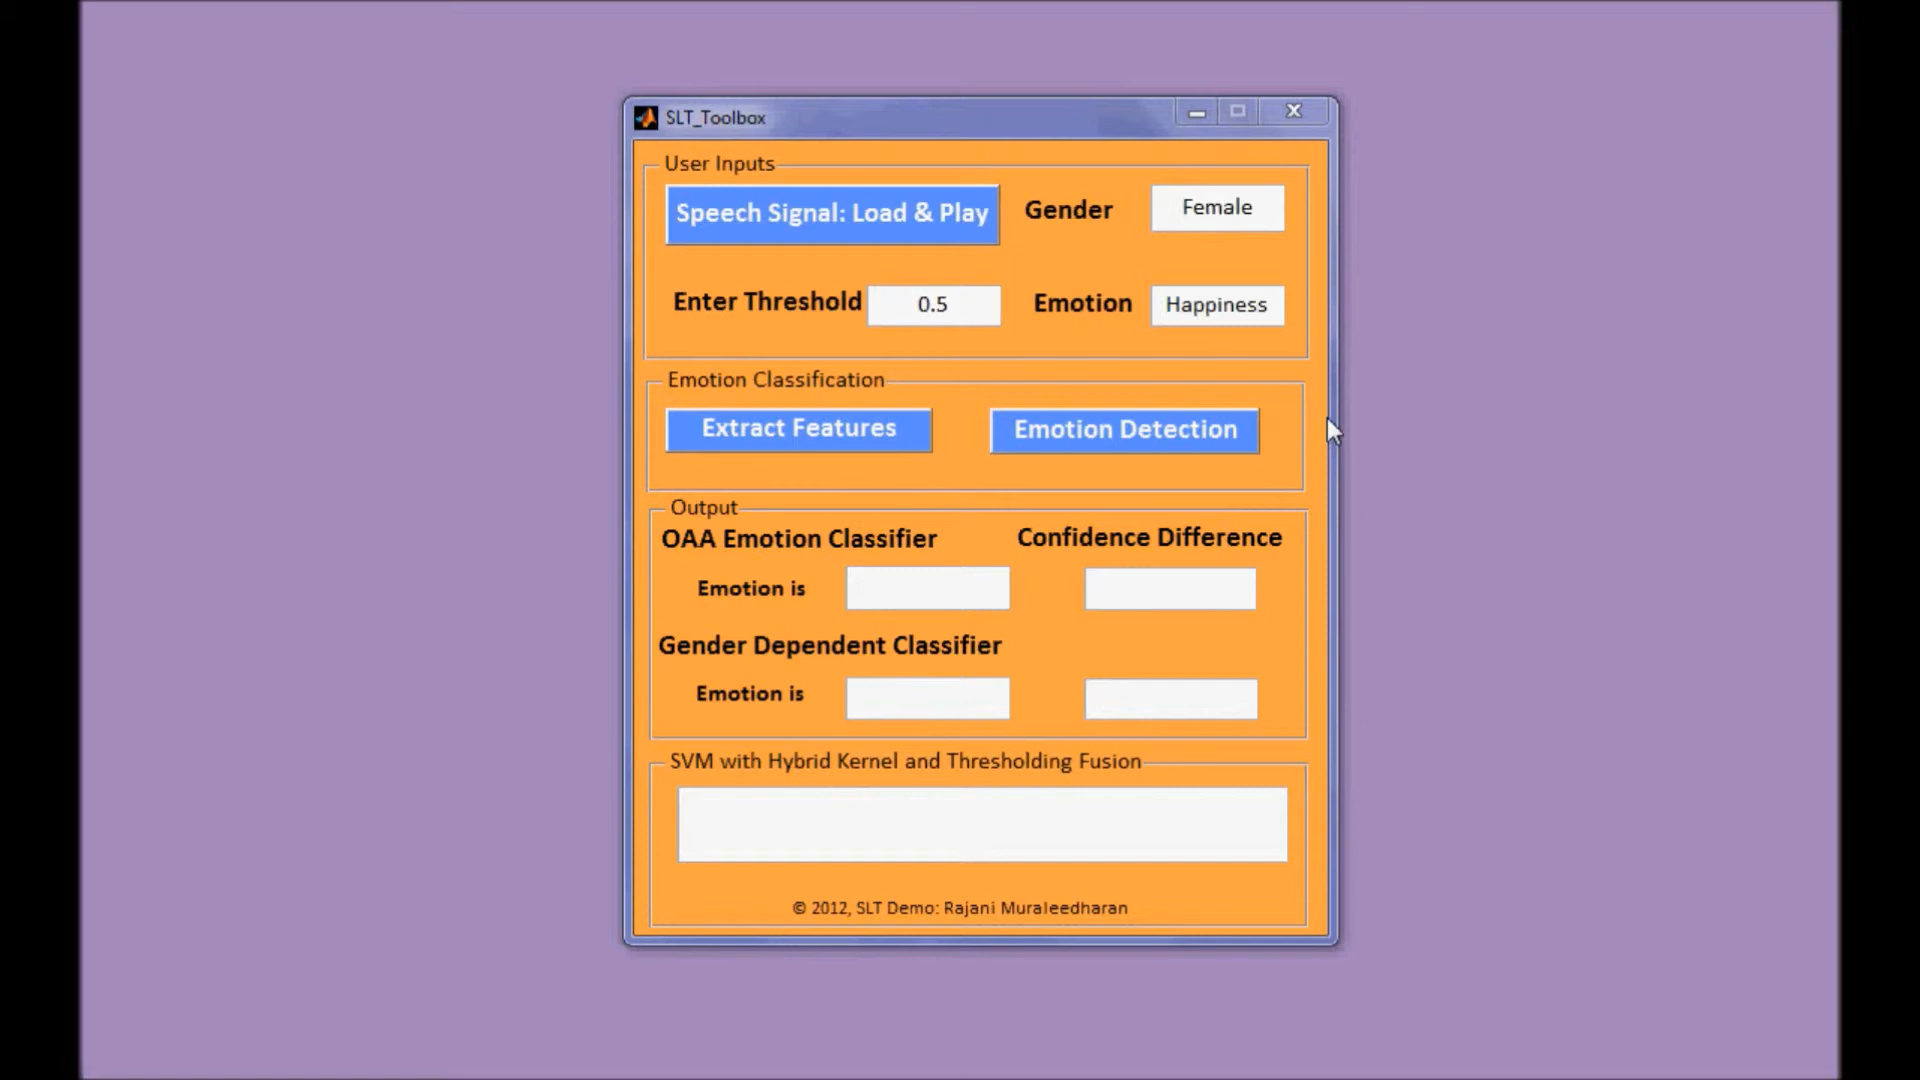 SLT_Toolbox
User Inputs
Speech Signal: Load & Play
Gender
Female
Enter Threshold
0.5
Emotion
Happiness
Emotion Classification
Extract Features
Emotion Detection
Output
OAA Emotion Classifier
Confidence Difference
Emotion is
Gender Dependent Classifier
Emotion is
SVM with Hybrid Kernel and Thresholding Fusion
© 2012, SLT Demo: Rajani Muraleedharan